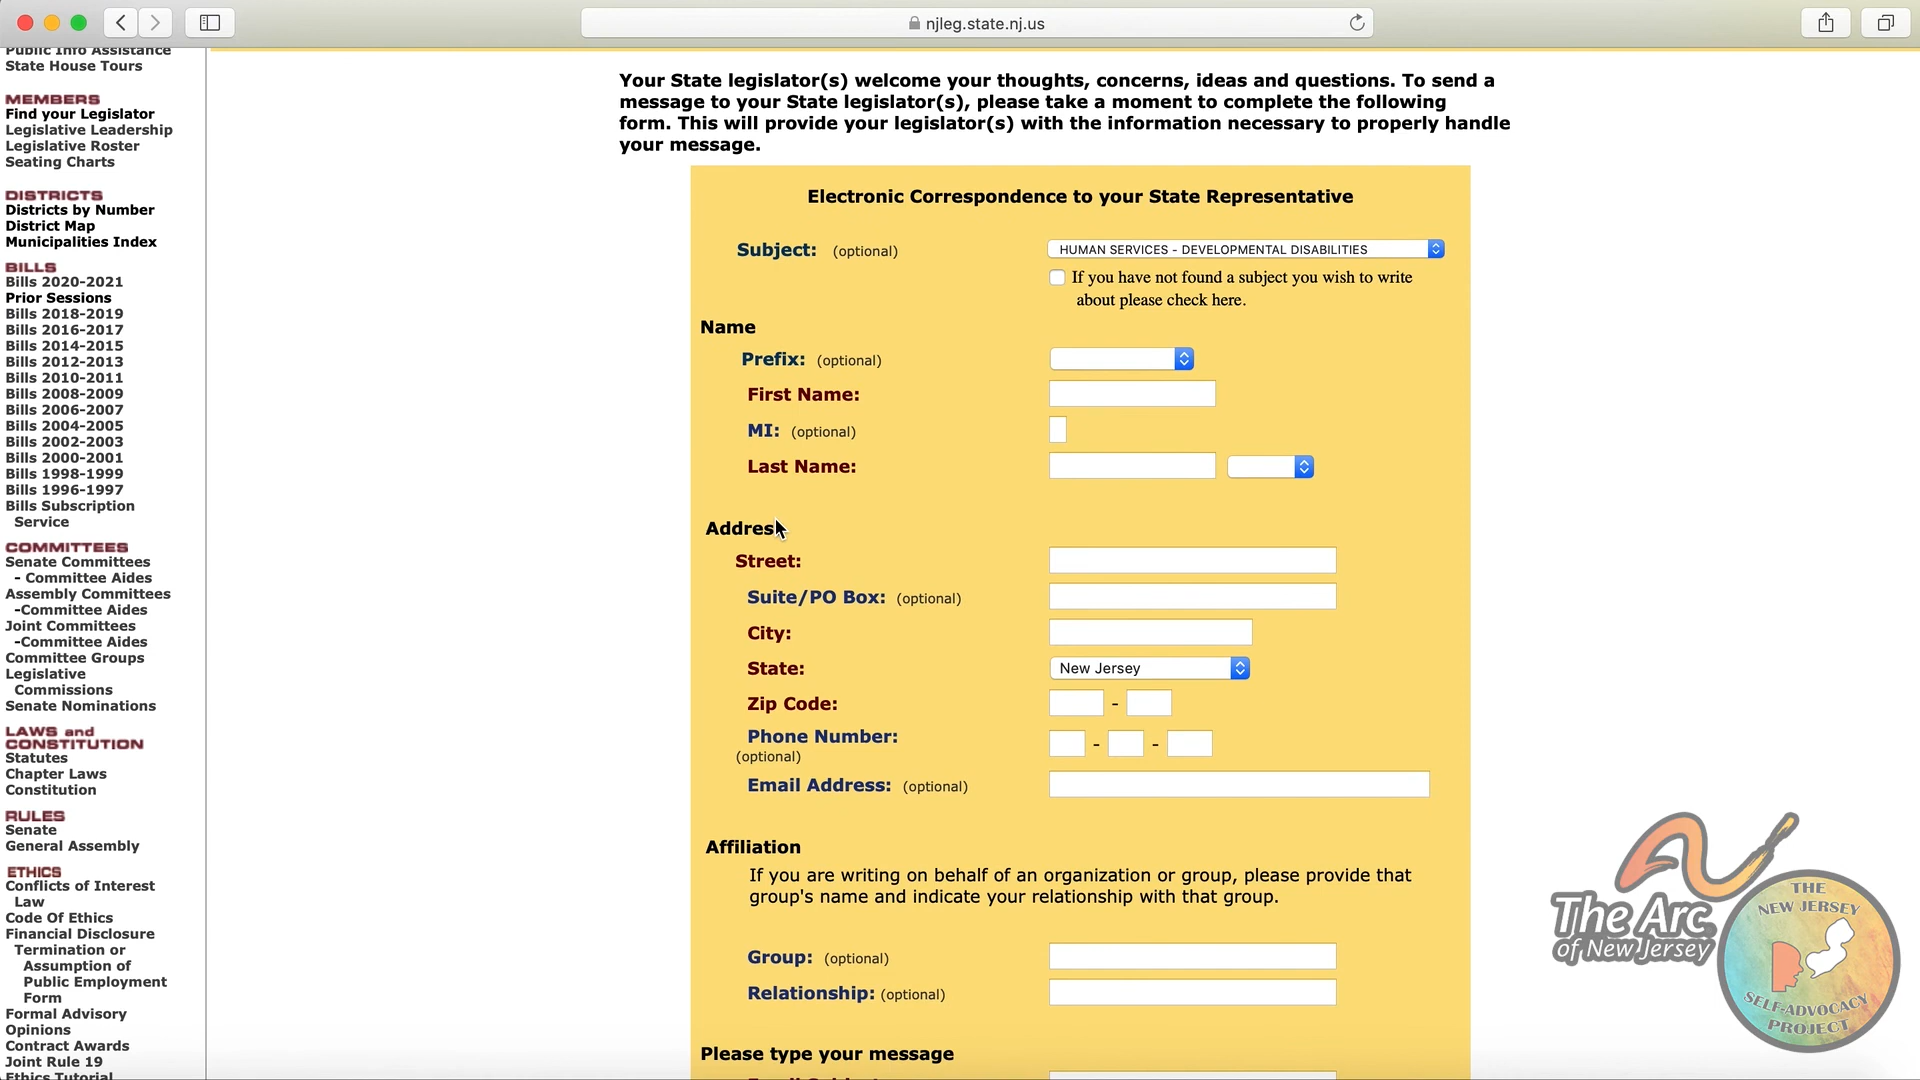 njleg.state.nj.us
Public Info Assistance
State House Tours
MEMBERS
Find your Legislator
Legislative Leadership
Legislative Roster
Seating Charts
DISTRICTS
Districts by Number
District Map
Municipalities Index
BILLS
Bills 2020-2021
Prior Sessions
Bills 2018-2019
Bills 2016-2017
Bills 2014-2015
Bills 2012-2013
Bills 2010-2011
Bills 2008-2009
Bills 2006-2007
Bills 2004-2005
Bills 2002-2003
Bills 2000-2001
Bills 1998-1999
Bills 1996-1997
Bills Subscription
Service
COMMITTEES
Senate Committees
- Committee Aides
Assembly Committees
-Committee Aides
Joint Committees
-Committee Aides
Committee Groups
Legislative
Commissions
Senate Nominations
LAWS and
CONSTITUTION
Statutes
Chapter Laws
Constitution
RULES
Senate
General Assembly
ETHICS
Conflicts of Interest
Law
Code Of Ethics
Financial Disclosure
Termination or
Assumption of
Public Employment
Form
Formal Advisory
Opinions
Contract Awards
Joint Rule 19
Ethics Tutorial
Your State legislator(s) welcome your thoughts, concerns, ideas and questions. To send a
message to your State legislator(s), please take a moment to complete the following
form. This will provide your legislator(s) with the information necessary to properly handle
your message.
Electronic Correspondence to your State Representative
Subject: (optional) HUMAN SERVICES - DEVELOPMENTAL DISABILITIES
If you have not found a subject you wish to write
about please check here.
Name
Prefix: (optional)
First Name:
MI: (optional)
Last Name:
Address
Street:
Suite/PO Box: (optional)
City:
State: New Jersey
Zip Code: -
Phone Number: - -
(optional)
Email Address: (optional)
Affiliation
If you are writing on behalf of an organization or group, please provide that
group's name and indicate your relationship with that group.
Group: (optional)
Relationship: (optional)
Please type your message
The Arc
of New Jersey
THE
NEW JERSEY
SELF-ADVOCACY
PROJECT